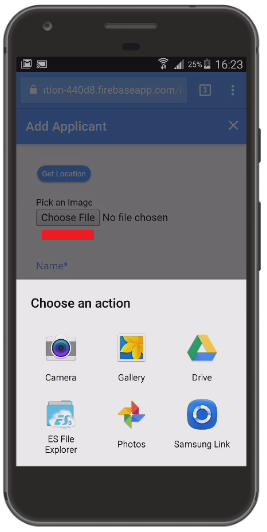 25% 16:23
ution-440d8.firebaseapp.com/
1
Add Applicant
Get Location
Pick an Image
Choose File No file chosen
Name*
Choose an action
Camera Gallery Drive
ES File Explorer Photos Samsung Link